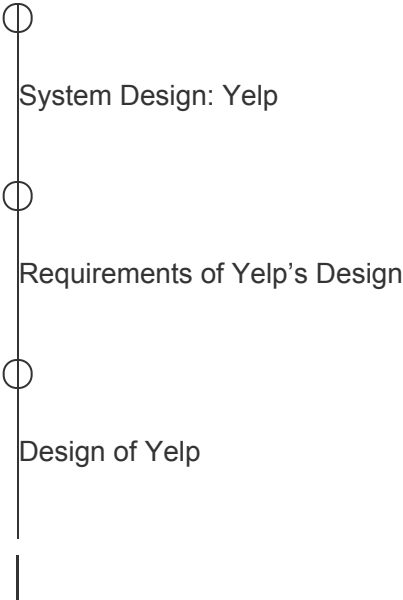 System Design: Yelp
Requirements of Yelp’s Design
Design of Yelp